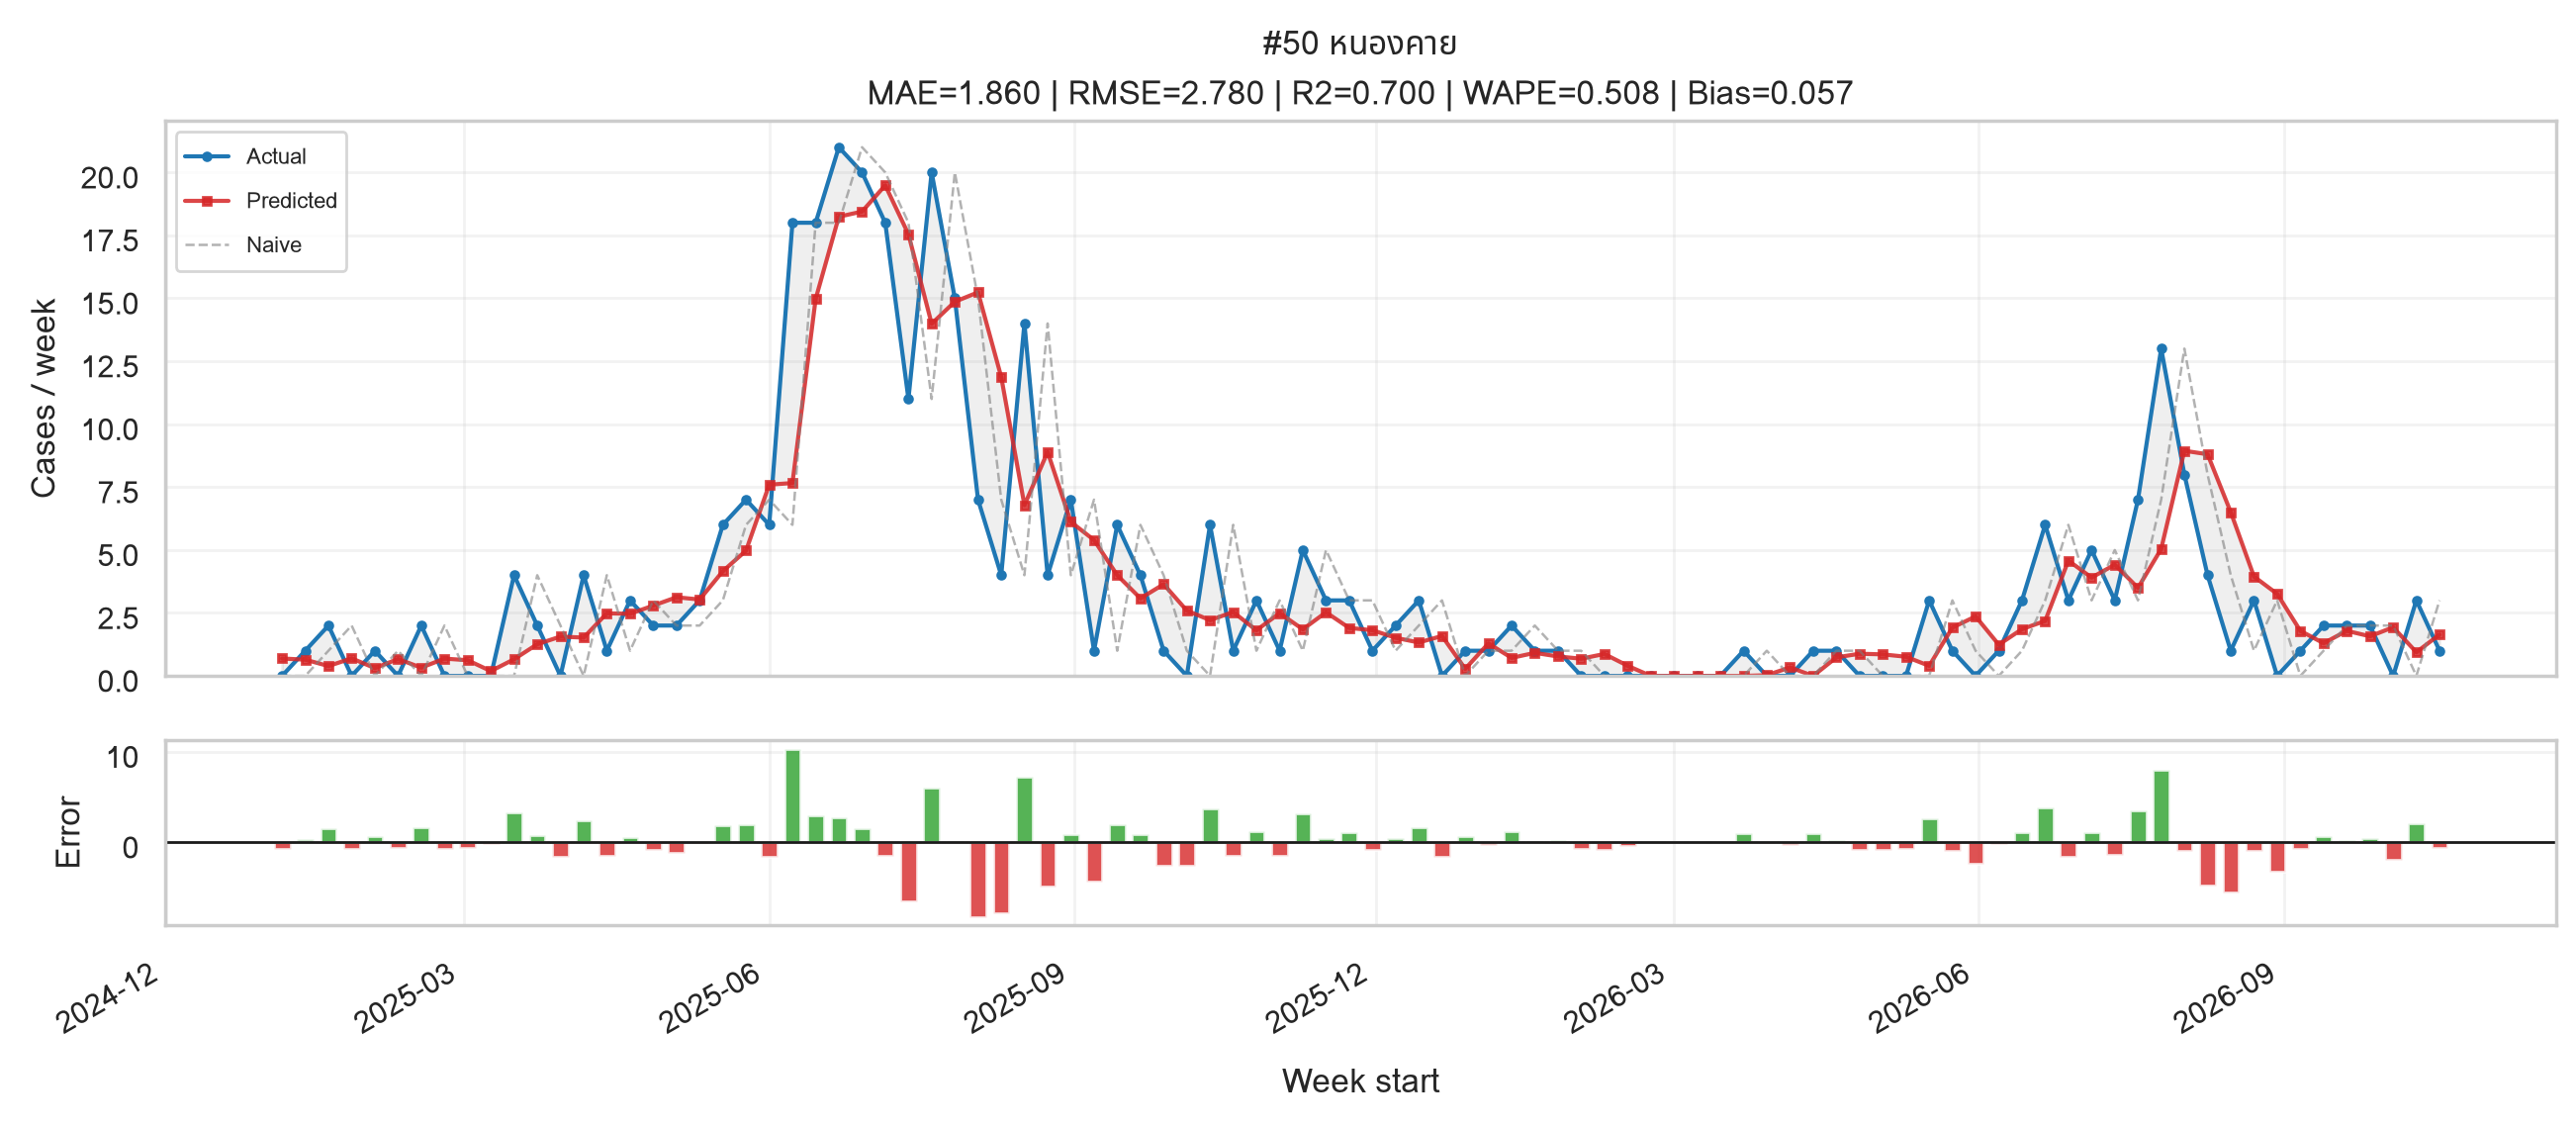 #50 หนองคาย
MAE=1.860 | RMSE=2.780 | R2=0.700 | WAPE=0.508 | Bias=0.057
Actual
Predicted
Naive
Cases / week
20.0
17.5
15.0
12.5
10.0
7.5
5.0
2.5
0.0
Error
10
0
2024-12
2025-03
2025-06
2025-09
2025-12
2026-03
2026-06
2026-09
Week start